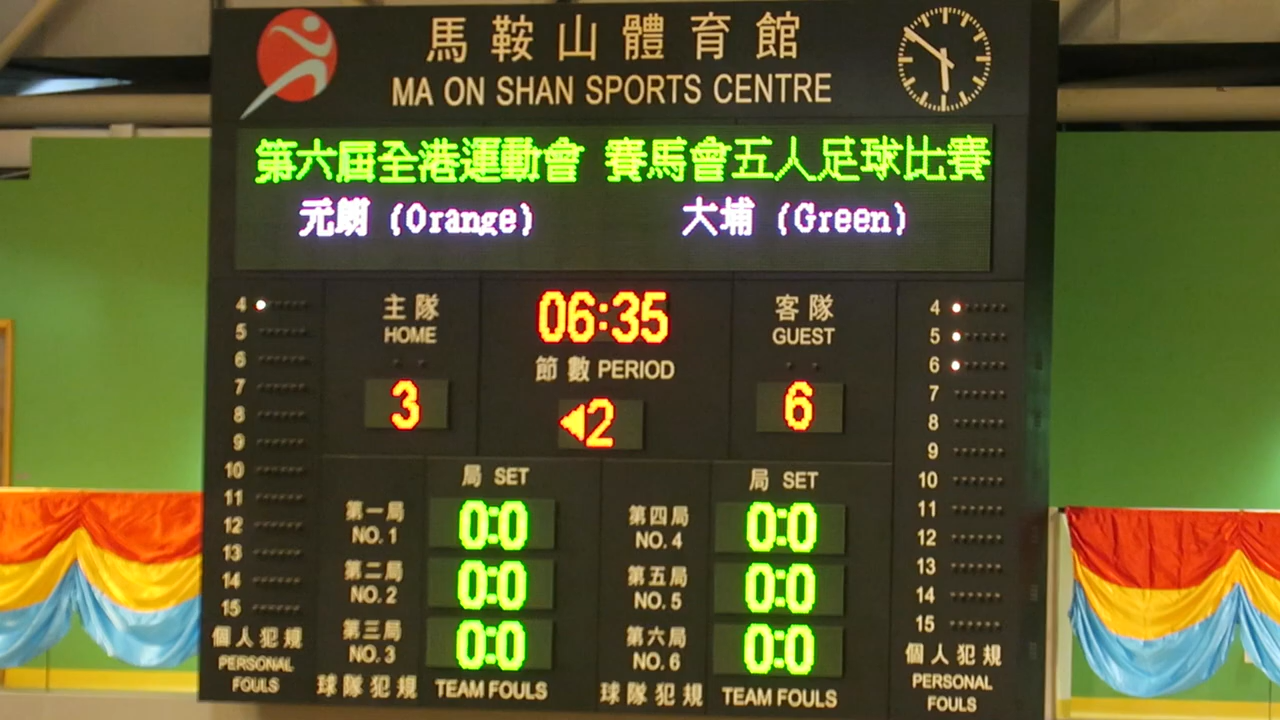 馬鞍山體育館
MA ON SHAN SPORTS CENTRE
第六屆全港運動會 賽馬會五人足球比賽
元朗 (Orange) 大埔 (Green)
主隊
HOME
3
06:35
節數 PERIOD
◀2
客隊
GUEST
6
4
5
6
7
8
9
10
11
12
13
14
15
個人犯規
PERSONAL
FOULS
局 SET
第一局
NO. 1
0:0
第二局
NO. 2
0:0
第三局
NO. 3
0:0
球隊犯規 TEAM FOULS
局 SET
第四局
NO. 4
0:0
第五局
NO. 5
0:0
第六局
NO. 6
0:0
球隊犯規 TEAM FOULS
4
5
6
7
8
9
10
11
12
13
14
15
個人犯規
PERSONAL
FOULS